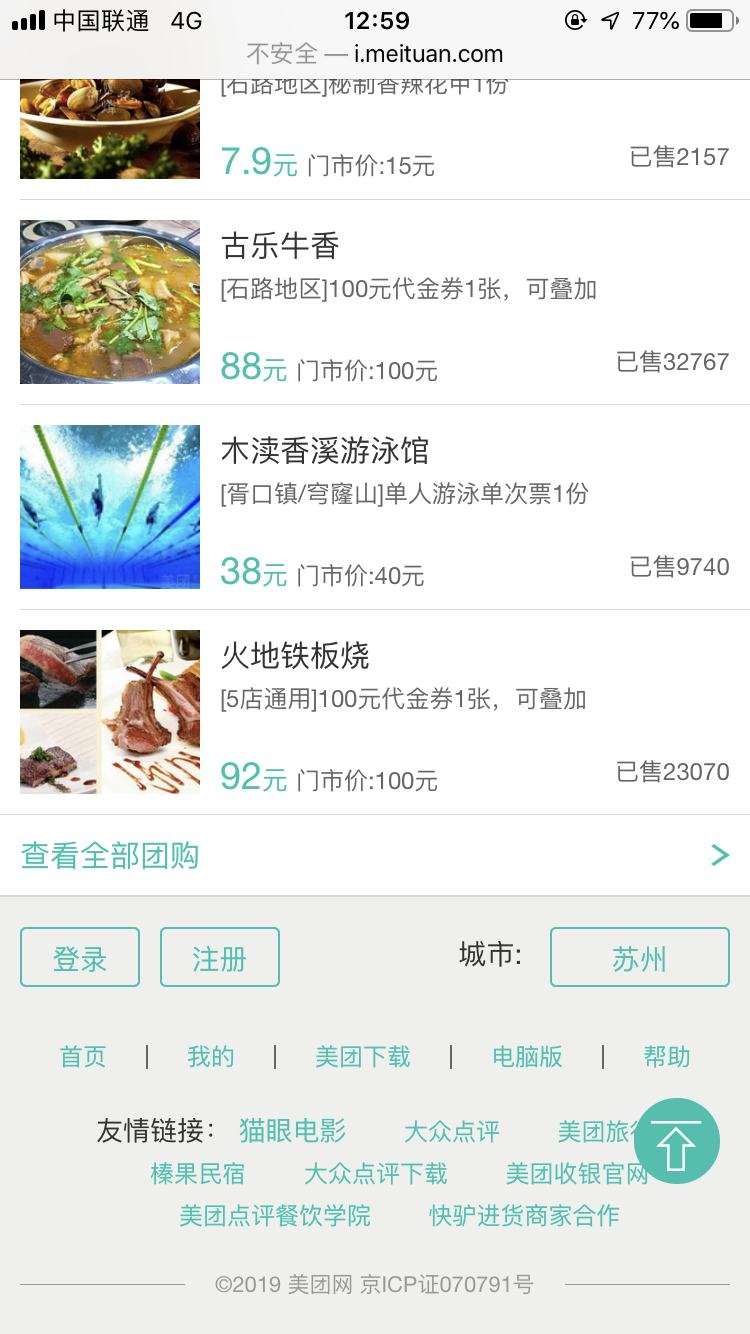 中国联通 4G 12:59 77%
不安全 — i.meituan.com
[石路地区]秘制香辣花甲1份
7.9元 门市价:15元 已售2157
古乐牛香
[石路地区]100元代金券1张，可叠加
88元 门市价:100元 已售32767
木渎香溪游泳馆
[胥口镇/穹窿山]单人游泳单次票1份
38元 门市价:40元 已售9740
美团
火地铁板烧
[5店通用]100元代金券1张，可叠加
92元 门市价:100元 已售23070
查看全部团购
登录 注册 城市: 苏州
首页 | 我的 | 美团下载 | 电脑版 | 帮助
友情链接： 猫眼电影 大众点评 美团旅行
榛果民宿 大众点评下载 美团收银官网
美团点评餐饮学院 快驴进货商家合作
©2019 美团网 京ICP证070791号